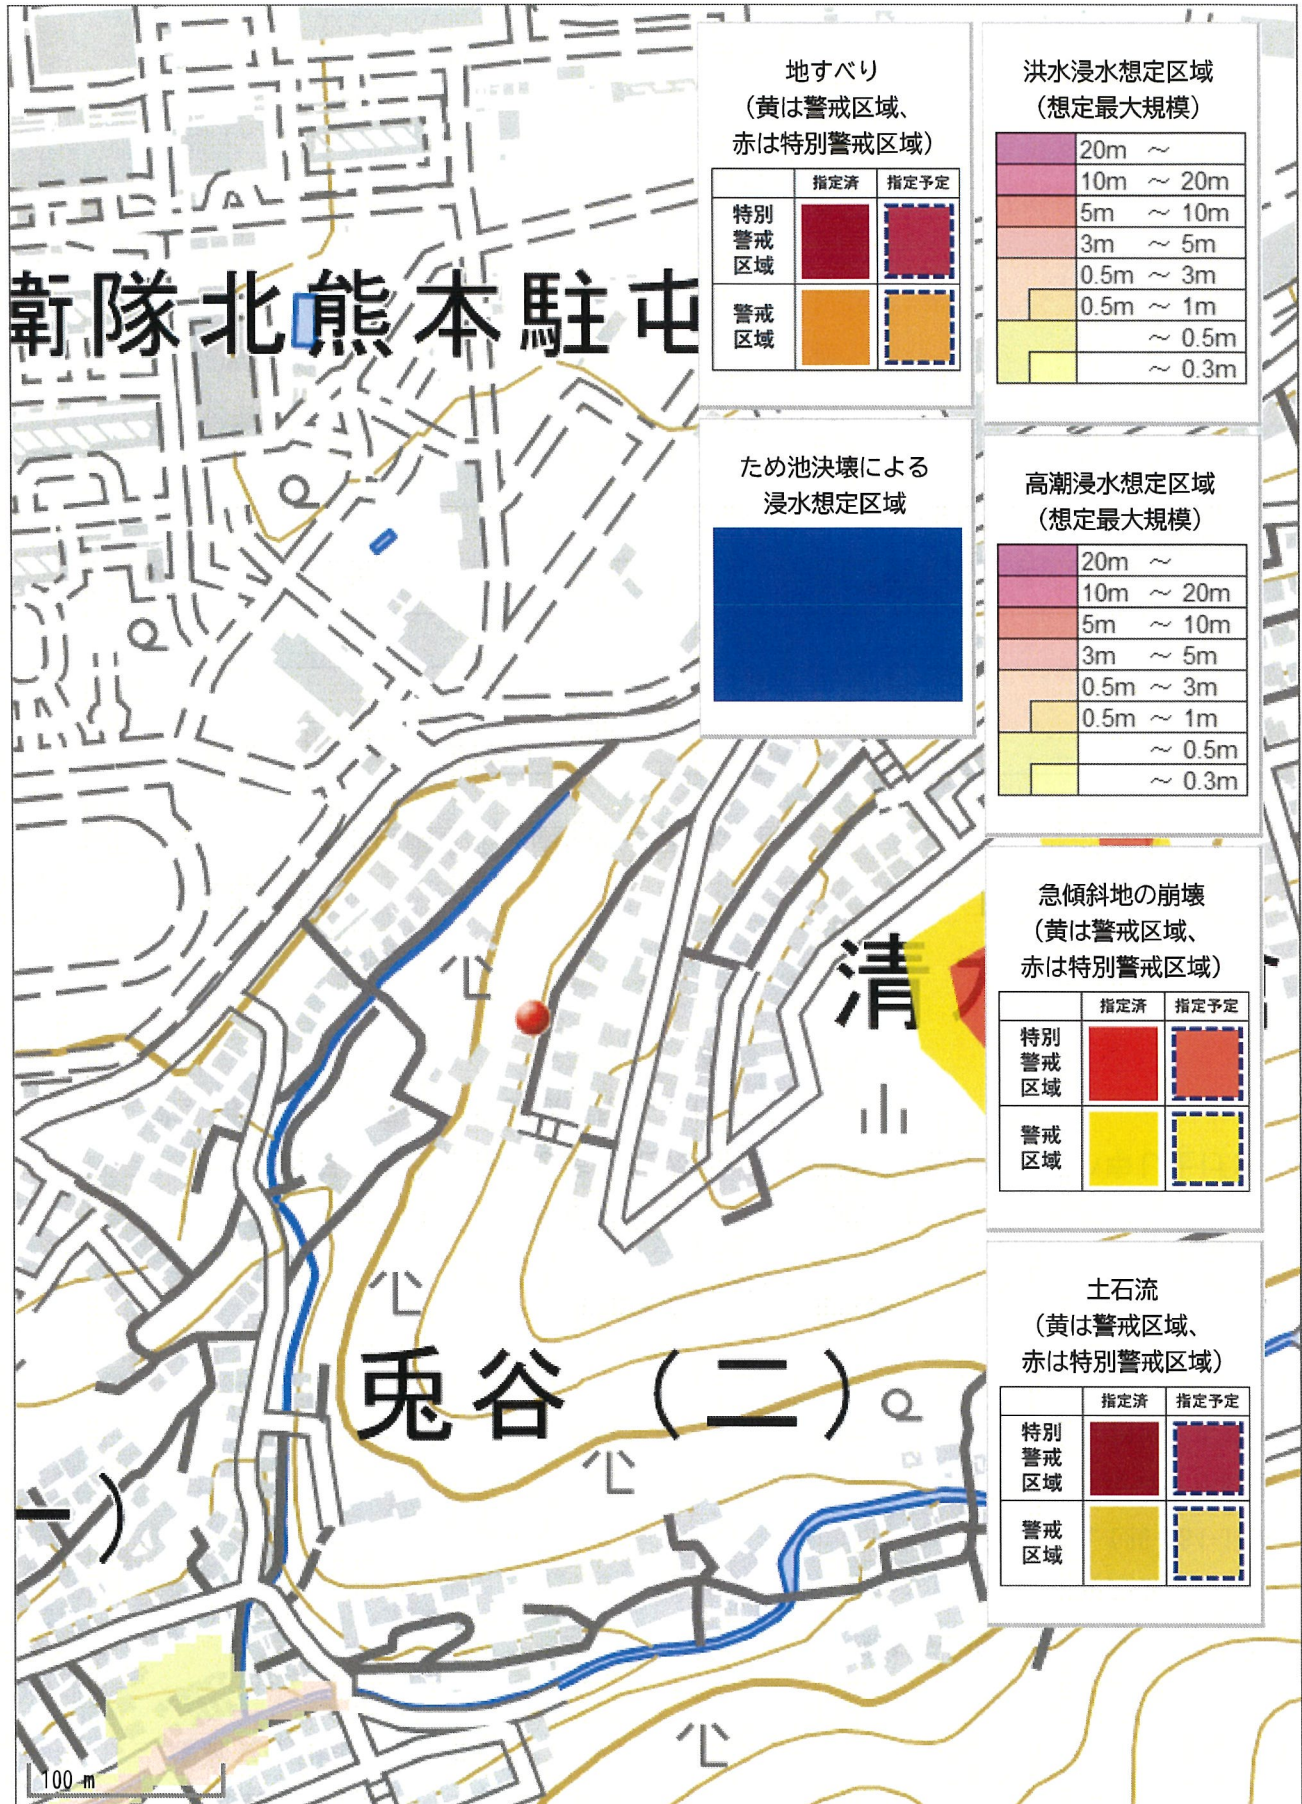 地すべり
(黄は警戒区域、
赤は特別警戒区域)
指定済 指定予定
特別
警戒
区域
警戒
区域
洪水浸水想定区域
(想定最大規模)
20m ~
10m ~ 20m
5m ~ 10m
3m ~ 5m
0.5m ~ 3m
0.5m ~ 1m
~ 0.5m
~ 0.3m
衛隊北熊本駐屯
ため池決壊による
浸水想定区域
高潮浸水想定区域
(想定最大規模)
20m ~
10m ~ 20m
5m ~ 10m
3m ~ 5m
0.5m ~ 3m
0.5m ~ 1m
~ 0.5m
~ 0.3m
清
急傾斜地の崩壊
(黄は警戒区域、
赤は特別警戒区域)
指定済 指定予定
特別
警戒
区域
警戒
区域
土石流
(黄は警戒区域、
赤は特別警戒区域)
指定済 指定予定
特別
警戒
区域
警戒
区域
兎谷(二)
一)
100 m